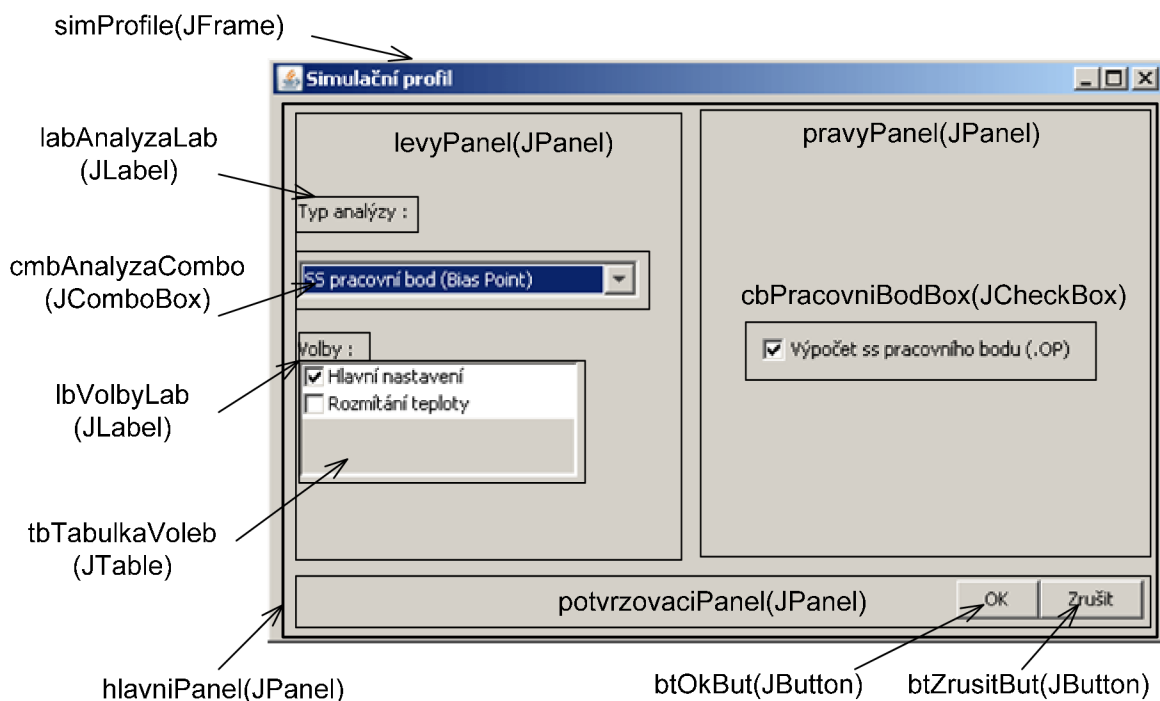 simProfile(JFrame)
Simulační profil
labAnalyzaLab
(JLabel)
levyPanel(JPanel)
pravyPanel(JPanel)
Typ analýzy :
cmbAnalyzaCombo
(JComboBox)
SS pracovní bod (Bias Point)
cbPracovniBodBox(JCheckBox)
Výpočet ss pracovního bodu (.OP)
Volby :
lbVolbyLab
(JLabel)
Hlavní nastavení
Rozmítání teploty
tbTabulkaVoleb
(JTable)
potvrzovaciPanel(JPanel)
OK
Zrušit
hlavniPanel(JPanel)
btOkBut(JButton)
btZrusitBut(JButton)